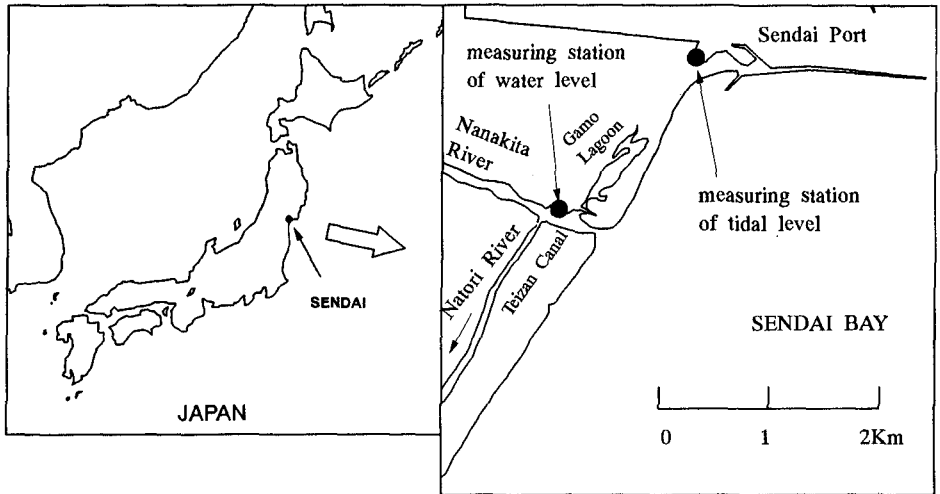 SENDAI
JAPAN
Sendai Port
measuring station
of water level
Nanakita
River
Gamo
Lagoon
measuring station
of tidal level
Natori River
Teizan Canal
SENDAI BAY
0 1 2Km